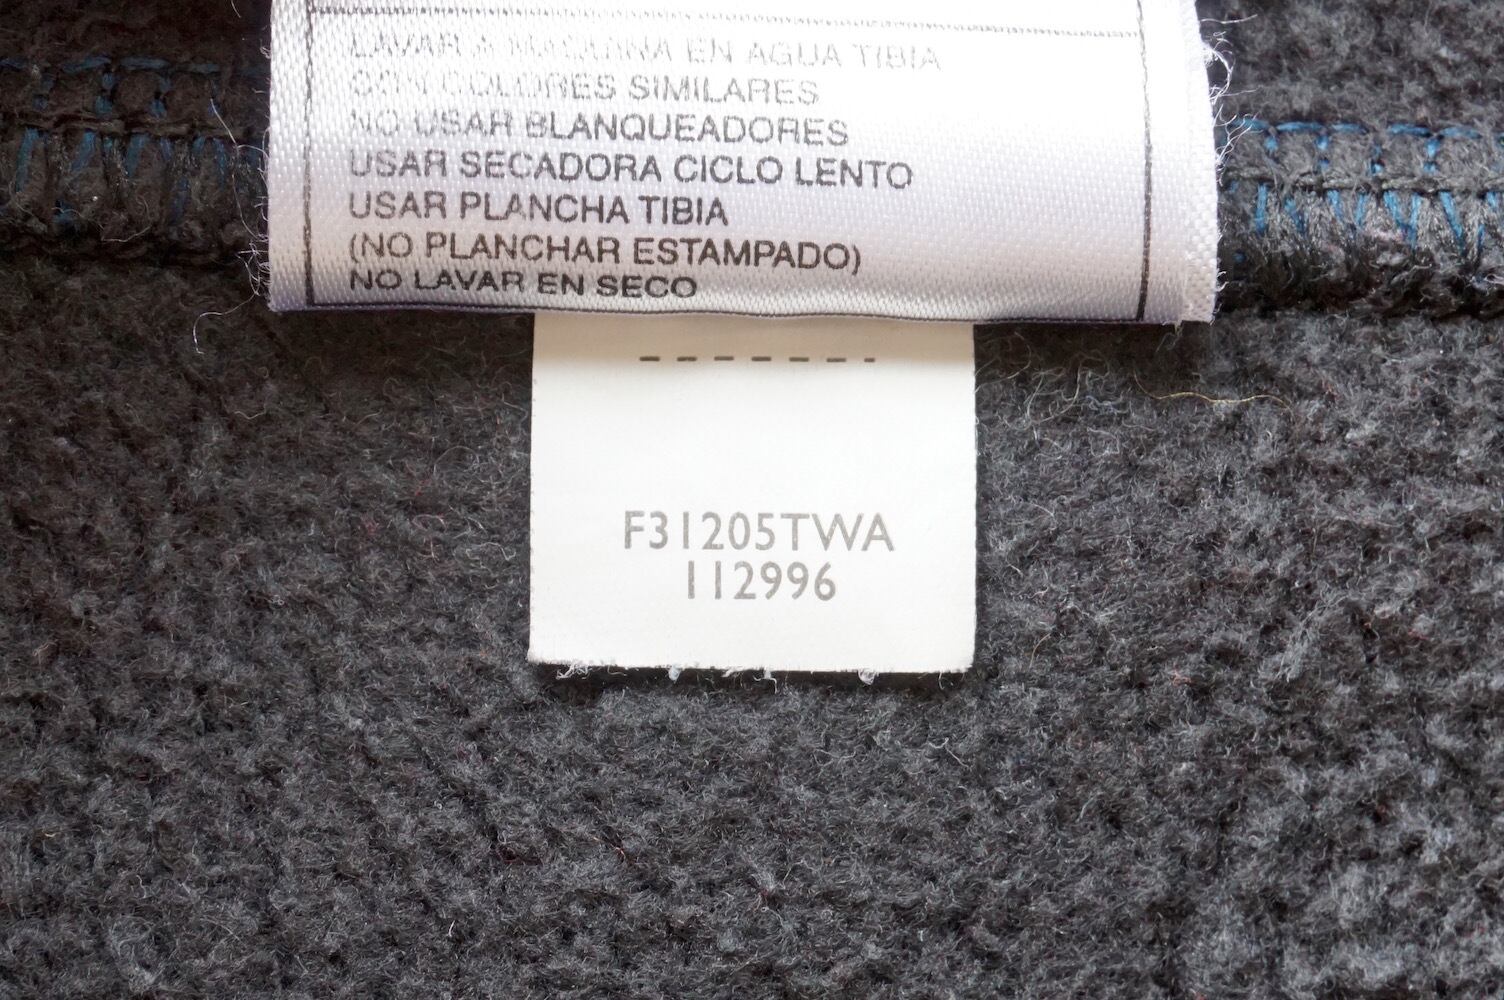 LAVAR A MAQUINA EN AGUA TIBIA
CON COLORES SIMILARES
NO USAR BLANQUEADORES
USAR SECADORA CICLO LENTO
USAR PLANCHA TIBIA
(NO PLANCHAR ESTAMPADO)
NO LAVAR EN SECO
F31205TWA
112996